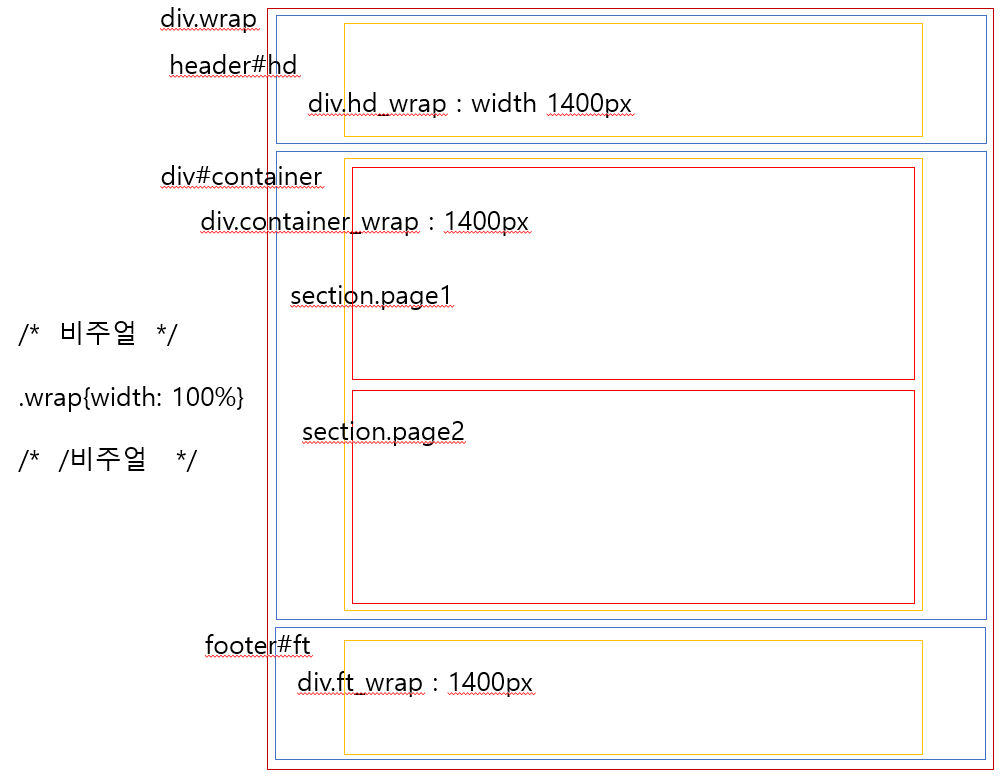 div.wrap
header#hd
div.hd_wrap : width 1400px
div#container
div.container_wrap : 1400px
section.page1
/* 비주얼 */
.wrap{width: 100%}
section.page2
/* /비주얼 */
footer#ft
div.ft_wrap : 1400px